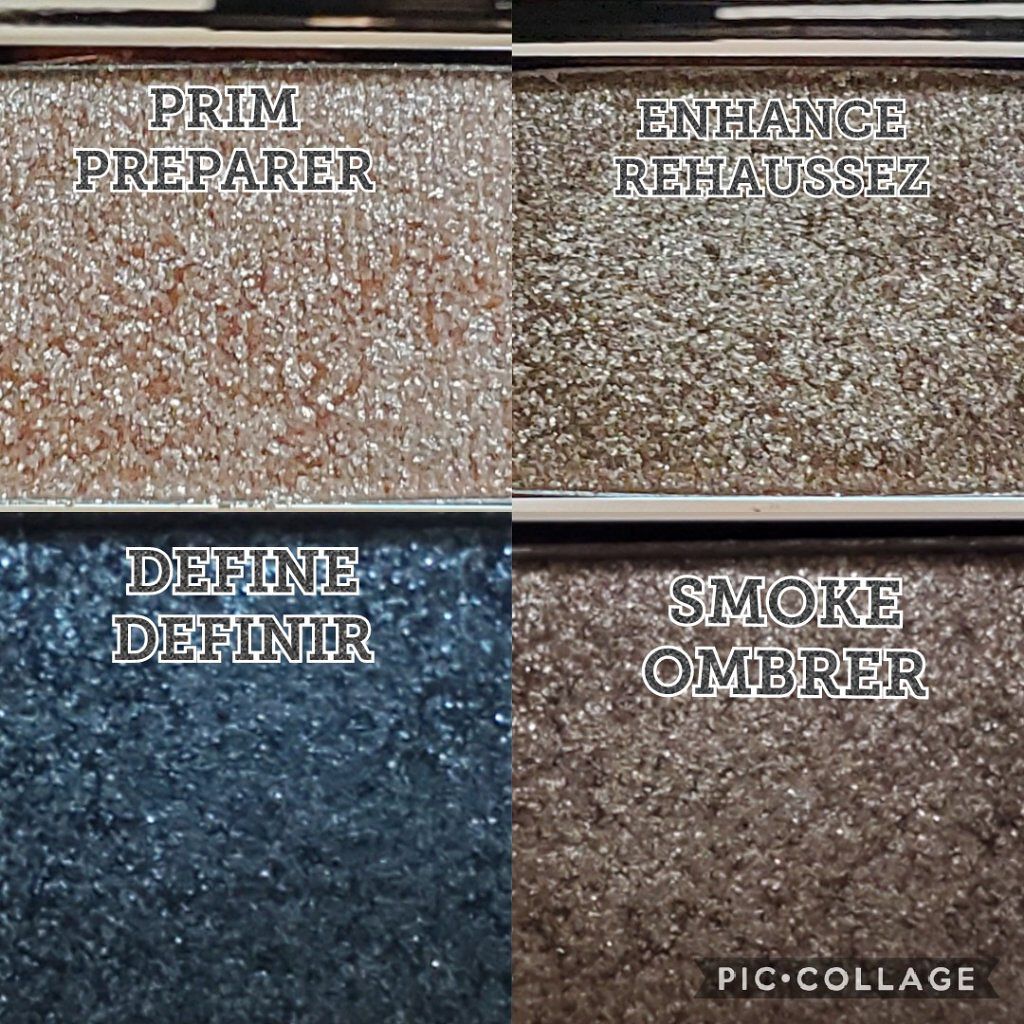 PRIM
PREPARER
ENHANCE
REHAUSSEZ
DEFINE
DEFINIR
SMOKE
OMBRER
PIC•COLLAGE